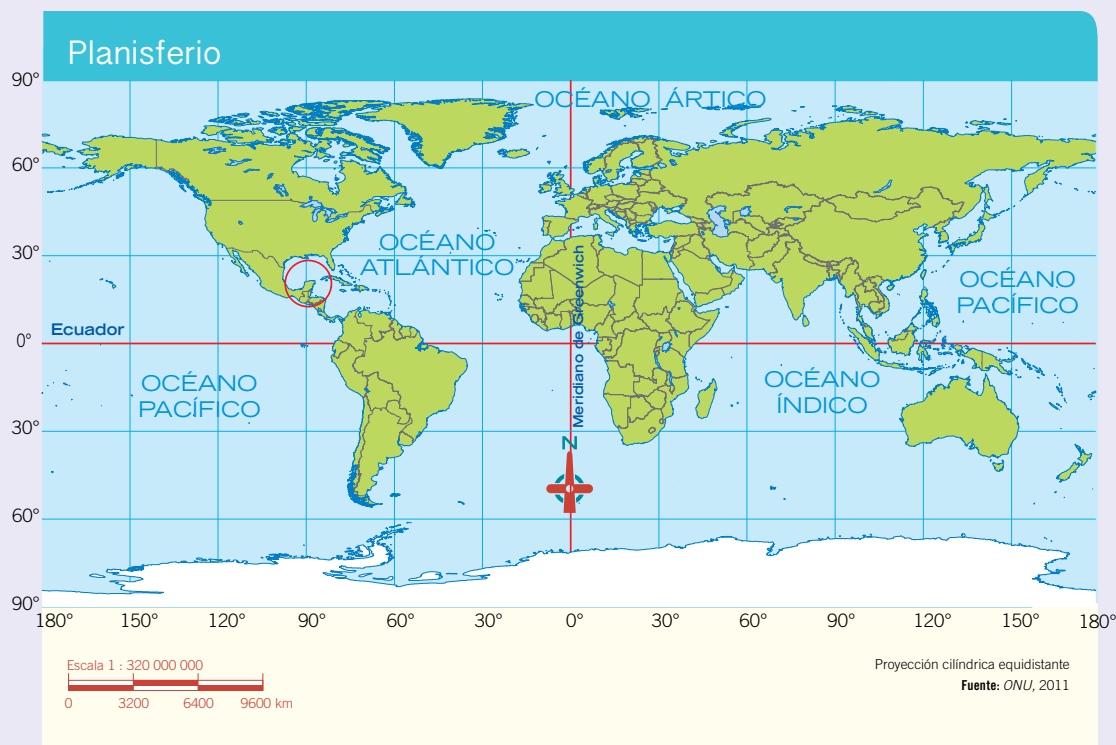 Planisferio
90°
60°
30°
0°
30°
60°
90°
OCÉANO ÁRTICO
OCÉANO
ATLÁNTICO
OCÉANO
PACÍFICO
Ecuador
Meridiano de Greenwich
OCÉANO
PACÍFICO
OCÉANO
ÍNDICO
N
180°
150°
120°
90°
60°
30°
0°
30°
60°
90°
120°
150°
180°
Escala 1 : 320 000 000
0 3200 6400 9600 km
Proyección cilíndrica equidistante
Fuente: ONU, 2011